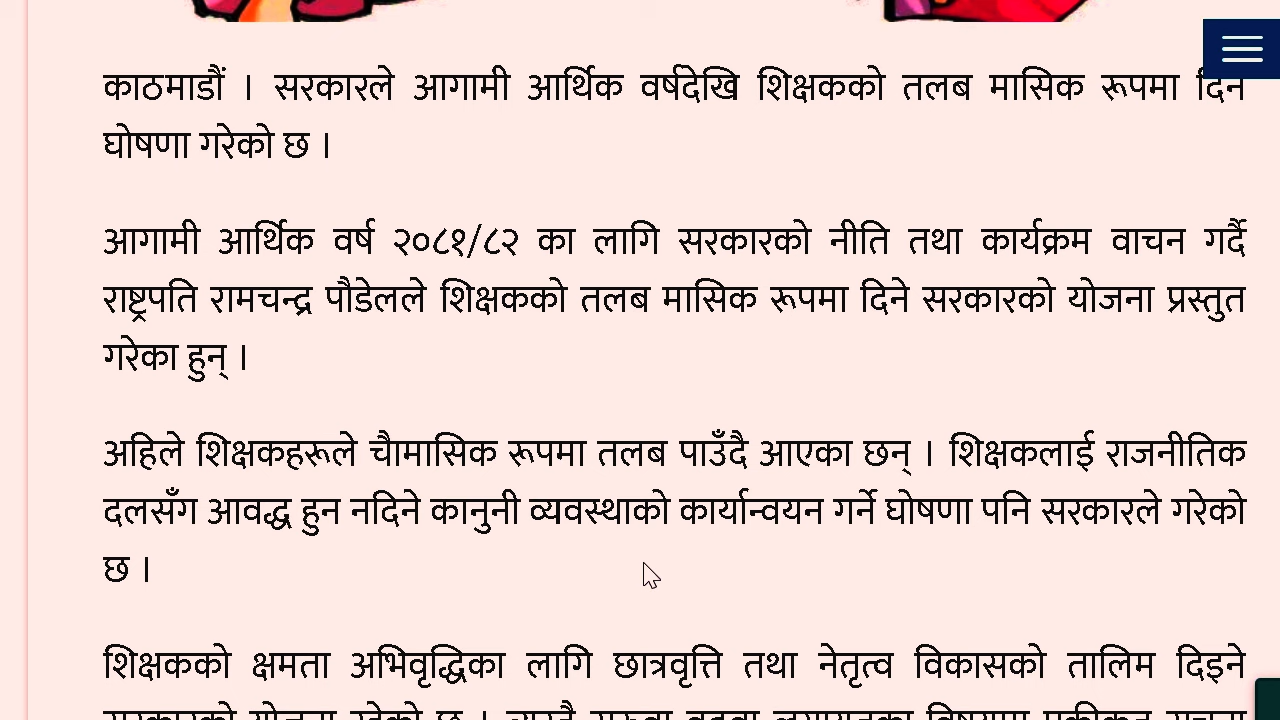 काठमाडौं । सरकारले आगामी आर्थिक वर्षदेखि शिक्षकको तलब मासिक रूपमा दिने
घोषणा गरेको छ ।
आगामी आर्थिक वर्ष २०८१/८२ का लागि सरकारको नीति तथा कार्यक्रम वाचन गर्दै
राष्ट्रपति रामचन्द्र पौडेलले शिक्षकको तलब मासिक रूपमा दिने सरकारको योजना प्रस्तुत
गरेका हुन् ।
अहिले शिक्षकहरूले चाैमासिक रूपमा तलब पाउँदै आएका छन् । शिक्षकलाई राजनीतिक
दलसँग आवद्ध हुन नदिने कानुनी व्यवस्थाको कार्यान्वयन गर्ने घोषणा पनि सरकारले गरेको
छ ।
शिक्षकको क्षमता अभिवृद्धिका लागि छात्रवृत्ति तथा नेतृत्व विकासको तालिम दिइने